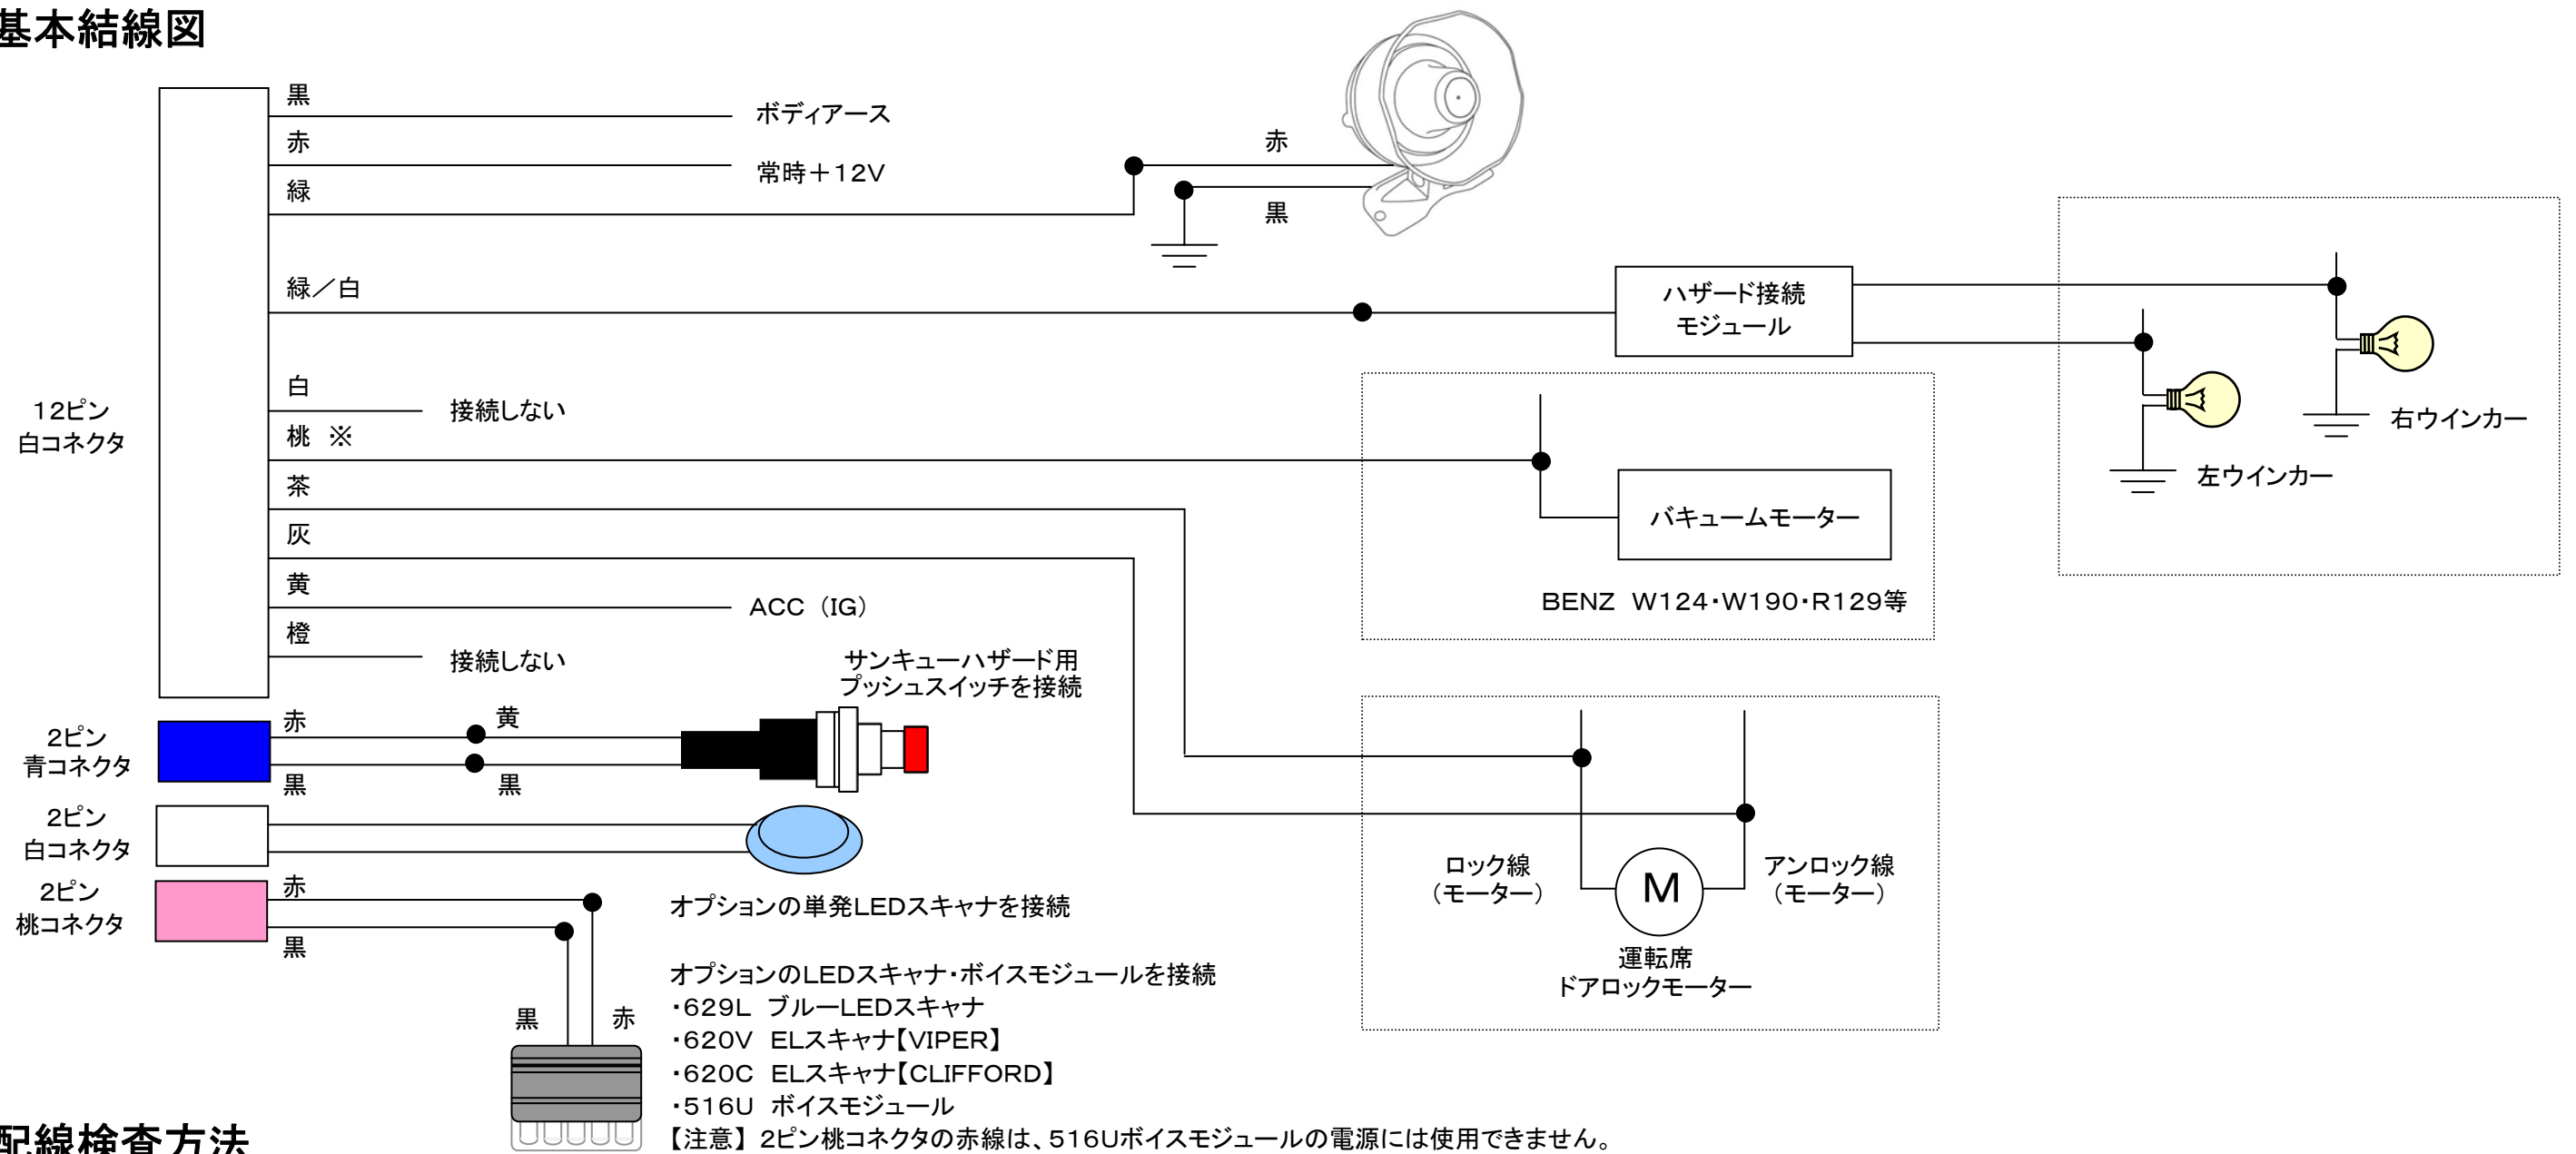 基本結線図
黒
ボディアース
赤
常時＋12V
緑
赤
黒
緑／白
ハザード接続
モジュール
右ウインカー
左ウインカー
12ピン
白コネクタ
白
接続しない
桃 ※
茶
灰
黄
ACC （IG）
橙
接続しない
バキュームモーター
BENZ W124・W190・R129等
サンキューハザード用
プッシュスイッチを接続
2ピン
青コネクタ
赤
黄
黒
黒
2ピン
白コネクタ
2ピン
桃コネクタ
赤
黒
黒
赤
ロック線
（モーター）
M
アンロック線
（モーター）
運転席
ドアロックモーター
オプションの単発LEDスキャナを接続
オプションのLEDスキャナ・ボイスモジュールを接続
・629L ブルーLEDスキャナ
・620V ELスキャナ【VIPER】
・620C ELスキャナ【CLIFFORD】
・516U ボイスモジュール
【注意】 2ピン桃コネクタの赤線は、516Uボイスモジュールの電源には使用できません。
配線検査方法